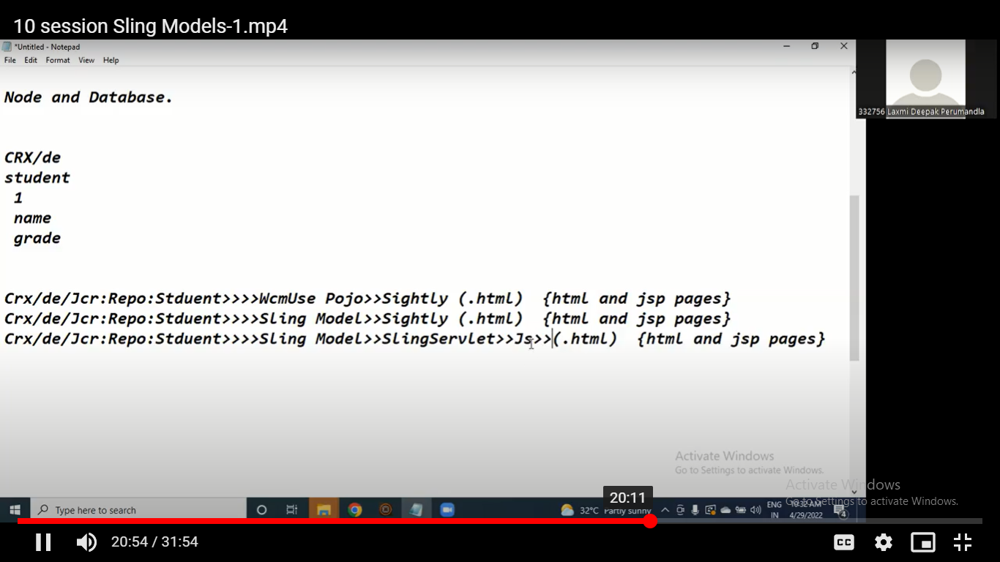 10 session Sling Models-1.mp4
*Untitled - Notepad
File Edit Format View Help
Node and Database.
332756 Laxmi Deepak Perumandla
CRX/de
student
1
name
grade
Crx/de/Jcr:Repo:Stduent>>>>WcmUse Pojo>>Sightly (.html) {html and jsp pages}
Crx/de/Jcr:Repo:Stduent>>>>Sling Model>>Sightly (.html) {html and jsp pages}
Crx/de/Jcr:Repo:Stduent>>>>Sling Model>>SlingServlet>>Js>>(.html) {html and jsp pages}
Activate Windows
Go to Settings to activate Windows.
Activate Windows
Go to Settings to activate Windows.
Type here to search
32°C Partly sunny
ENG
IN
10:32 AM
4/29/2022
4
20:11
20:54 / 31:54
CC